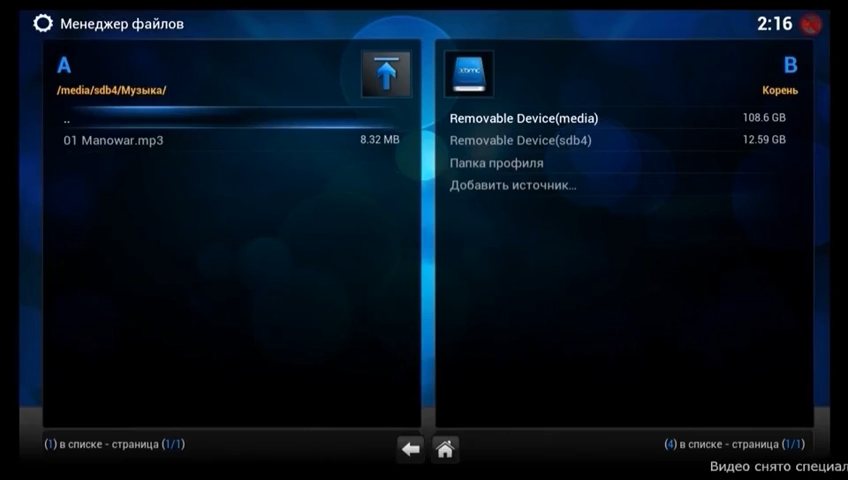 Менеджер файлов
2:16
A
/media/sdb4/Музыка/
..
01 Manowar.mp3 8.32 MB
(1) в списке - страница (1/1)
xbmc
B
Корень
Removable Device(media) 108.6 GB
Removable Device(sdb4) 12.59 GB
Папка профиля
Добавить источник...
(4) в списке - страница (1/1)
Видео снято специал